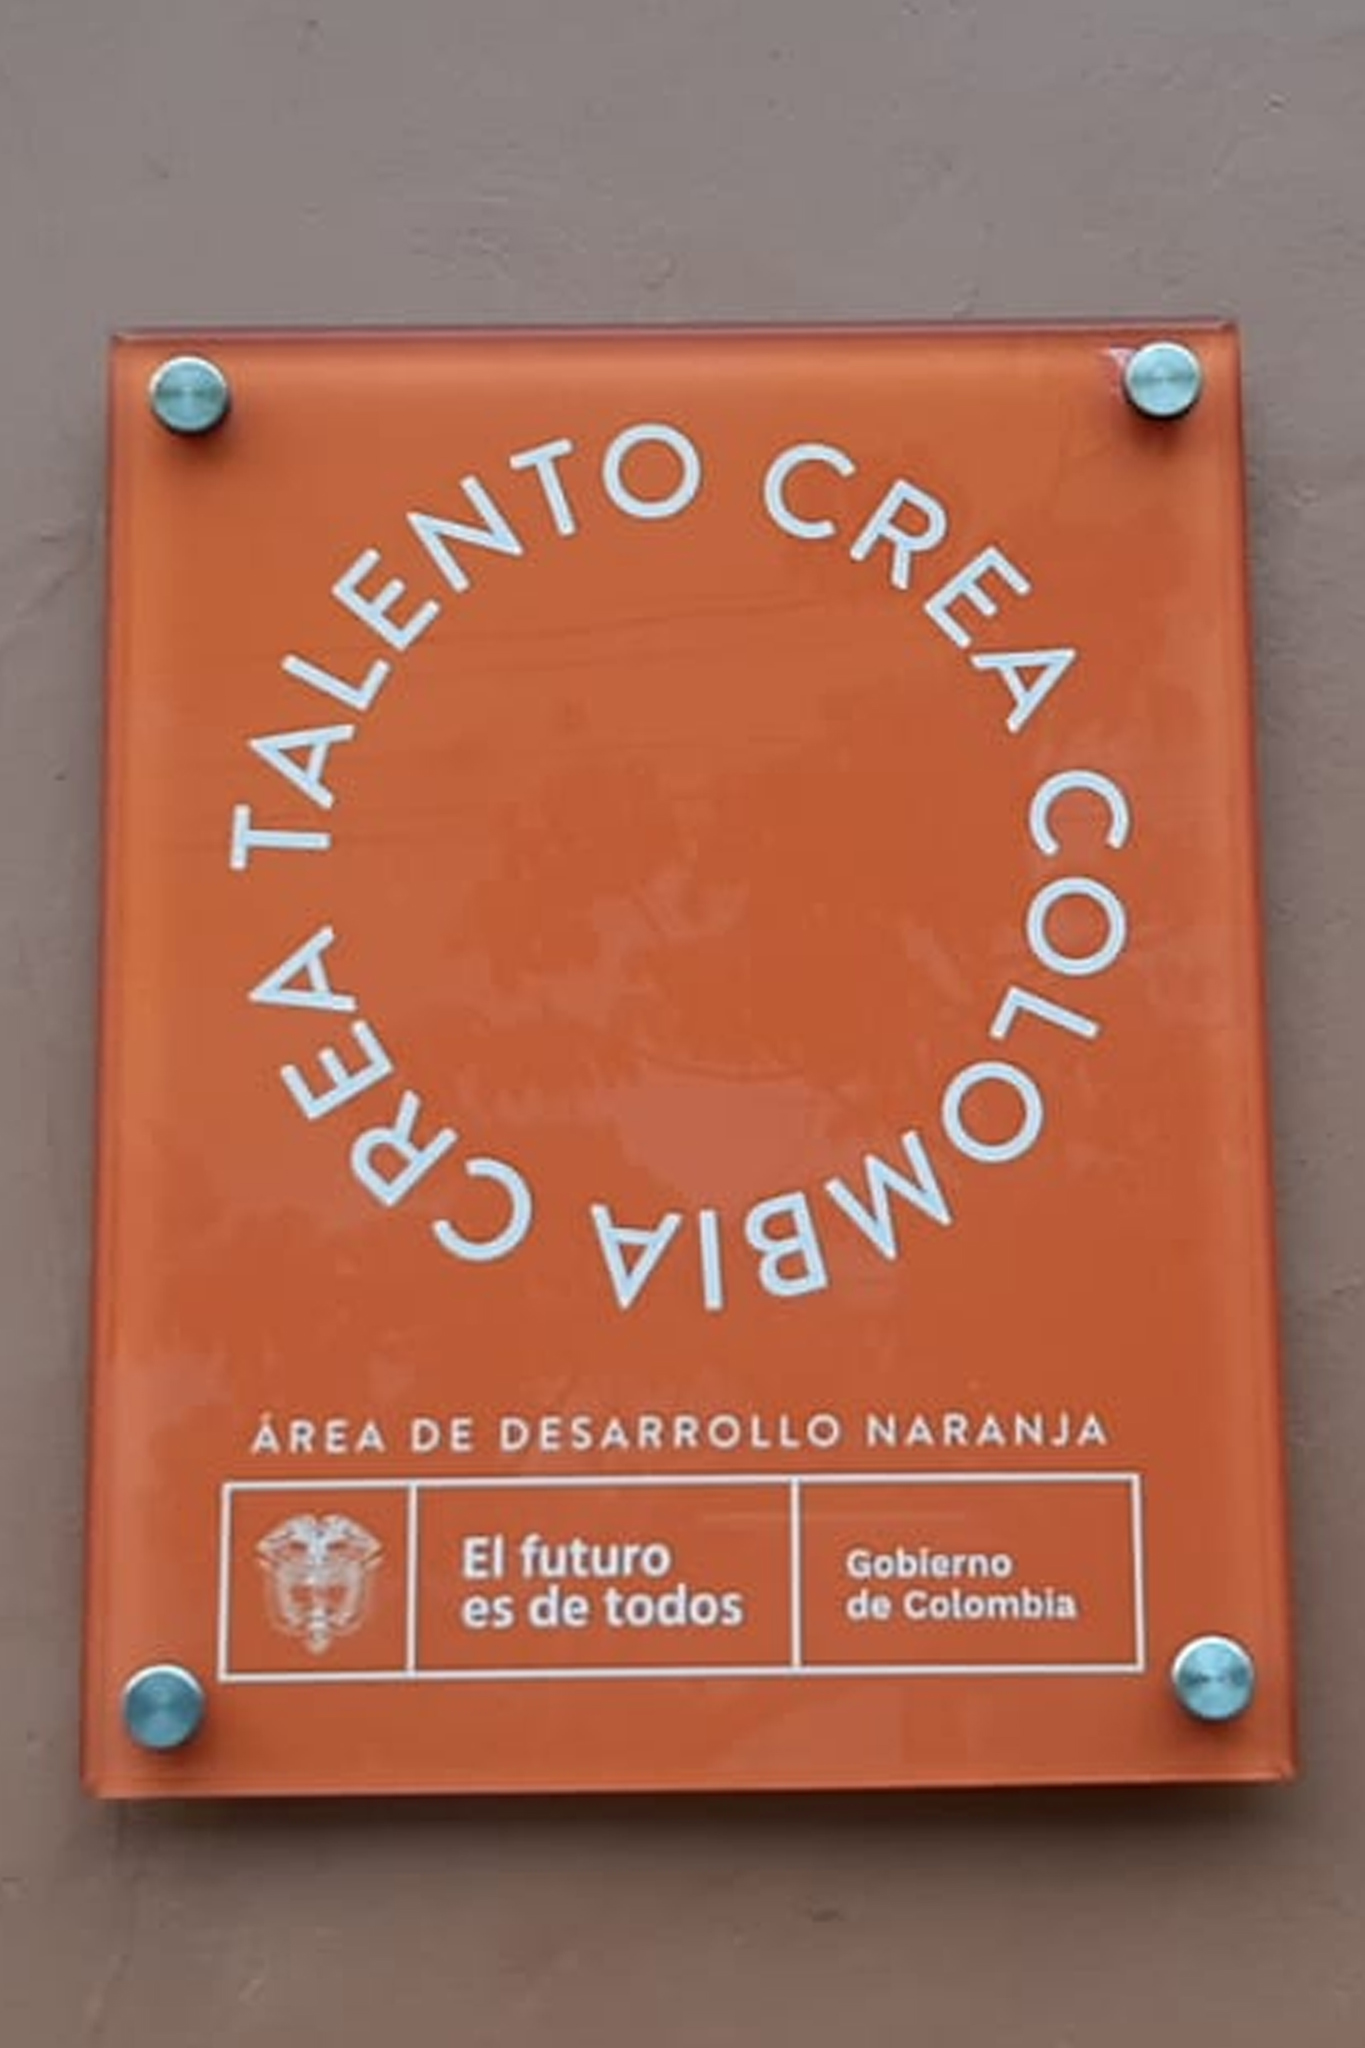 CREA TALENTO CREA COLOMBIA
ÁREA DE DESARROLLO NARANJA
El futuro
es de todos
Gobierno
de Colombia